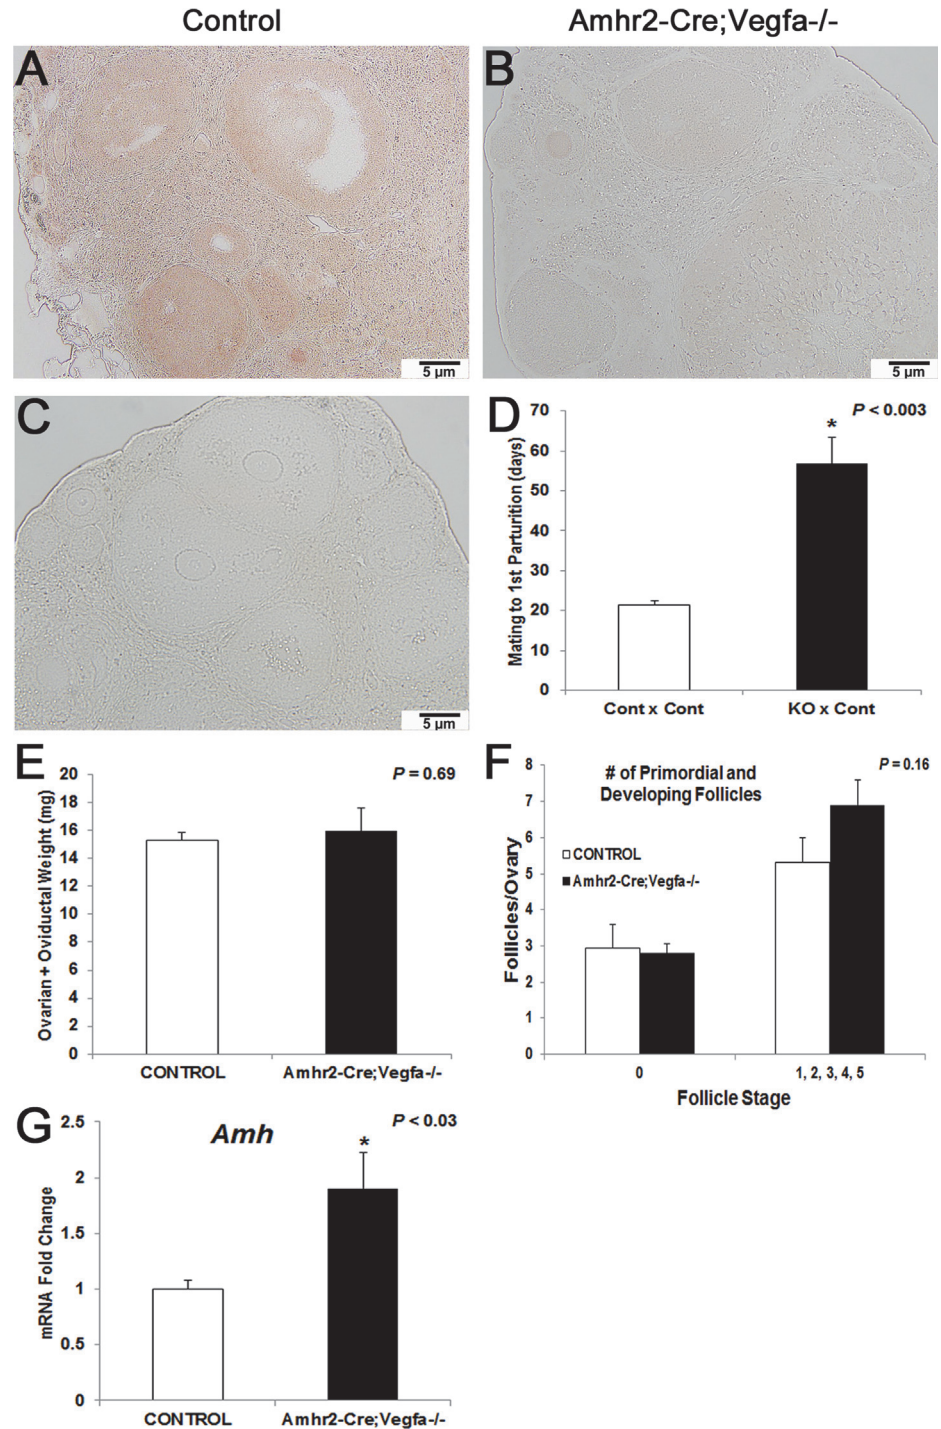 Control
Amhr2-Cre;Vegfa-/-
A
5 µm
B
5 µm
C
5 µm
D
P < 0.003
*
Mating to 1st Parturition (days)
70
60
50
40
30
20
10
0
Cont x Cont
KO x Cont
E
P = 0.69
Ovarian + Oviductal Weight (mg)
20
18
16
14
12
10
8
6
4
2
0
CONTROL
Amhr2-Cre;Vegfa-/-
F
# of Primordial and
Developing Follicles
P = 0.16
CONTROL
Amhr2-Cre;Vegfa-/-
Follicles/Ovary
8
7
6
5
4
3
2
1
0
0
1, 2, 3, 4, 5
Follicle Stage
G
Amh
P < 0.03
*
mRNA Fold Change
2.5
2
1.5
1
0.5
0
CONTROL
Amhr2-Cre;Vegfa-/-